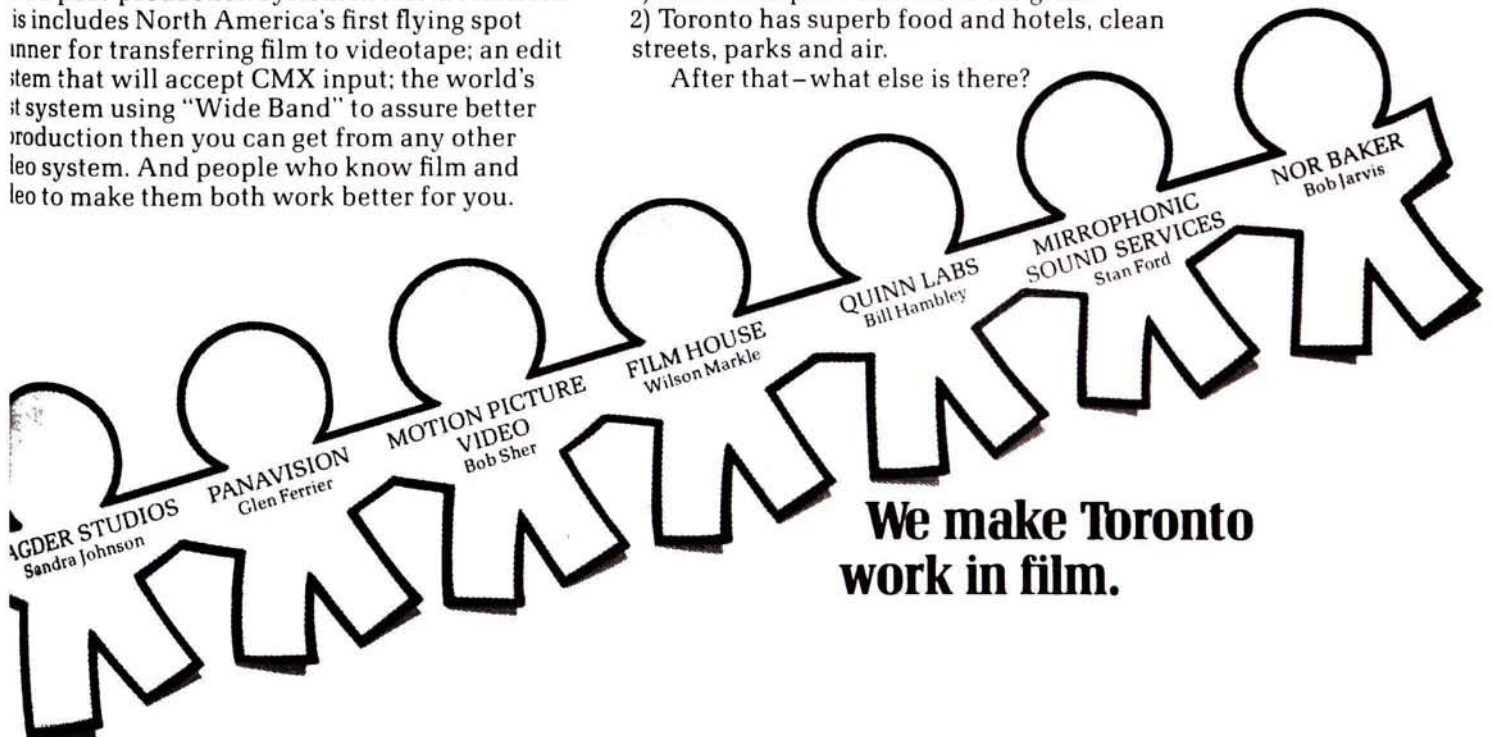 is includes North America's first flying spot
nner for transferring film to videotape; an edit
stem that will accept CMX input; the world's
st system using "Wide Band" to assure better
production then you can get from any other
leo system. And people who know film and
leo to make them both work better for you.
2) Toronto has superb food and hotels, clean
streets, parks and air.
After that–what else is there?
AGDER STUDIOS
Sandra Johnson
PANAVISION
Glen Ferrier
MOTION PICTURE
VIDEO
Bob Sher
FILM HOUSE
Wilson Markle
QUINN LABS
Bill Hambley
MIRROPHONIC
SOUND SERVICES
Stan Ford
NOR BAKER
Bob Jarvis
We make Toronto
work in film.